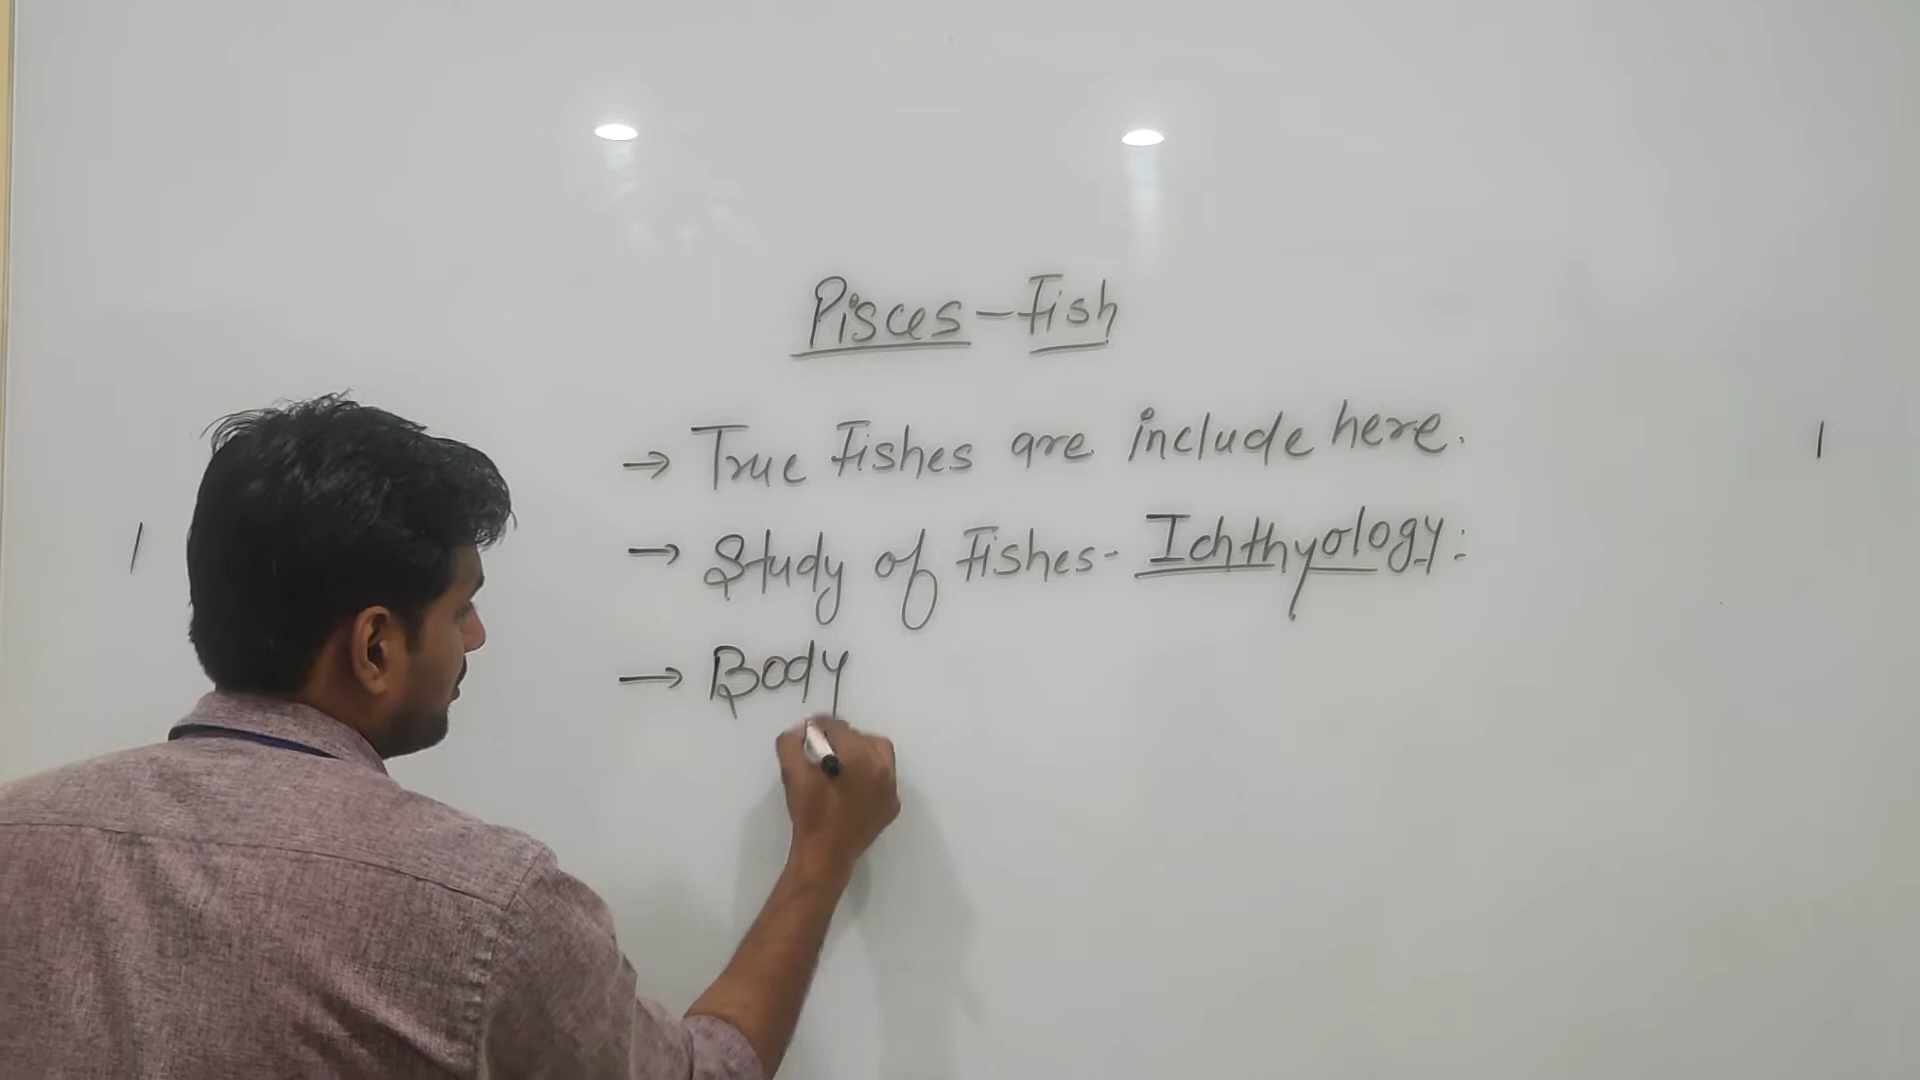 Pisces - Fish
→ True Fishes are include here.
→ Study of Fishes - Ichthyology:
→ Body